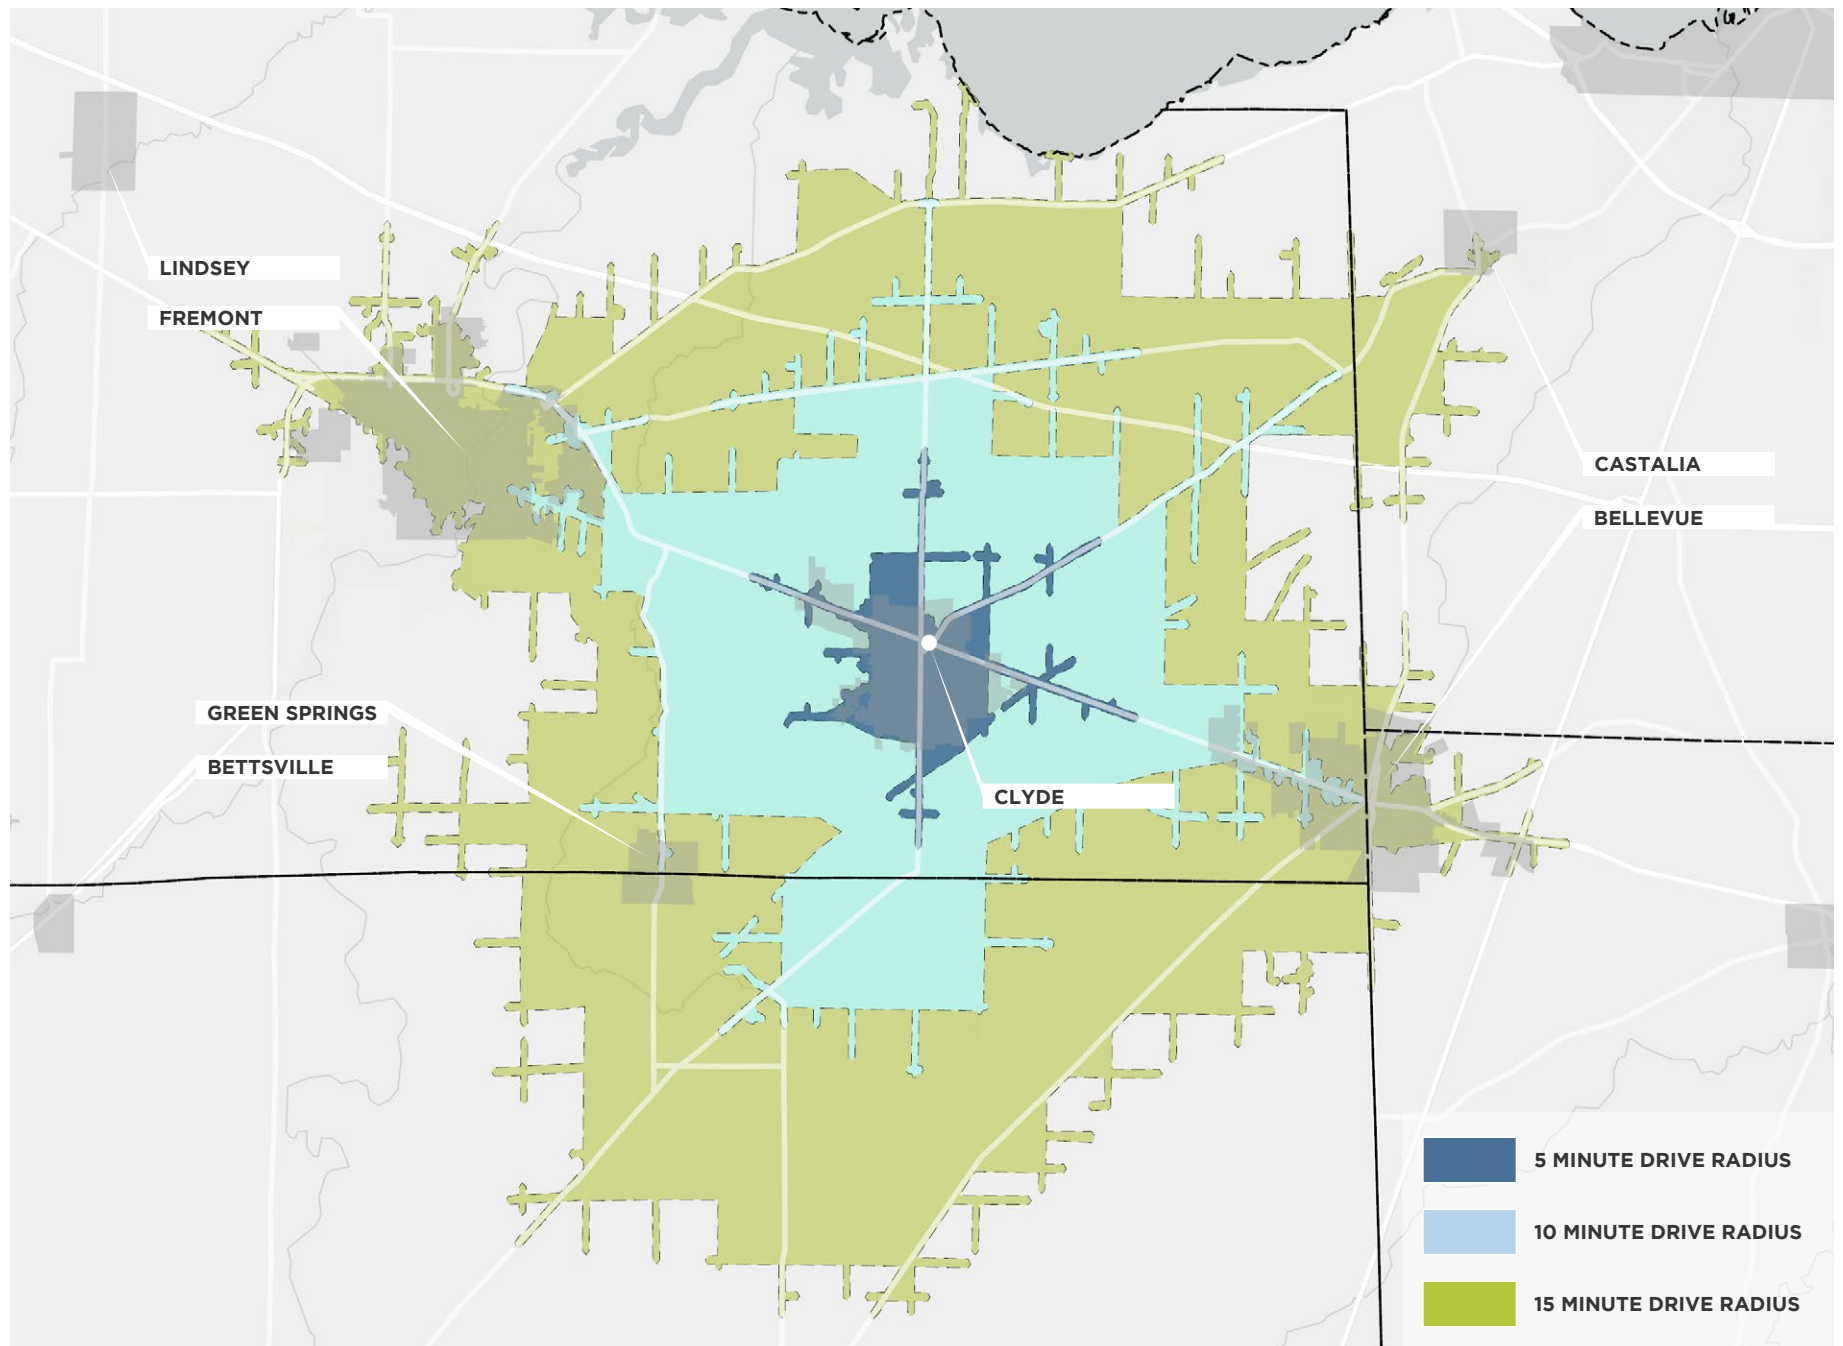 LINDSEY
FREMONT
CASTALIA
BELLEVUE
GREEN SPRINGS
BETTSVILLE
CLYDE
5 MINUTE DRIVE RADIUS
10 MINUTE DRIVE RADIUS
15 MINUTE DRIVE RADIUS